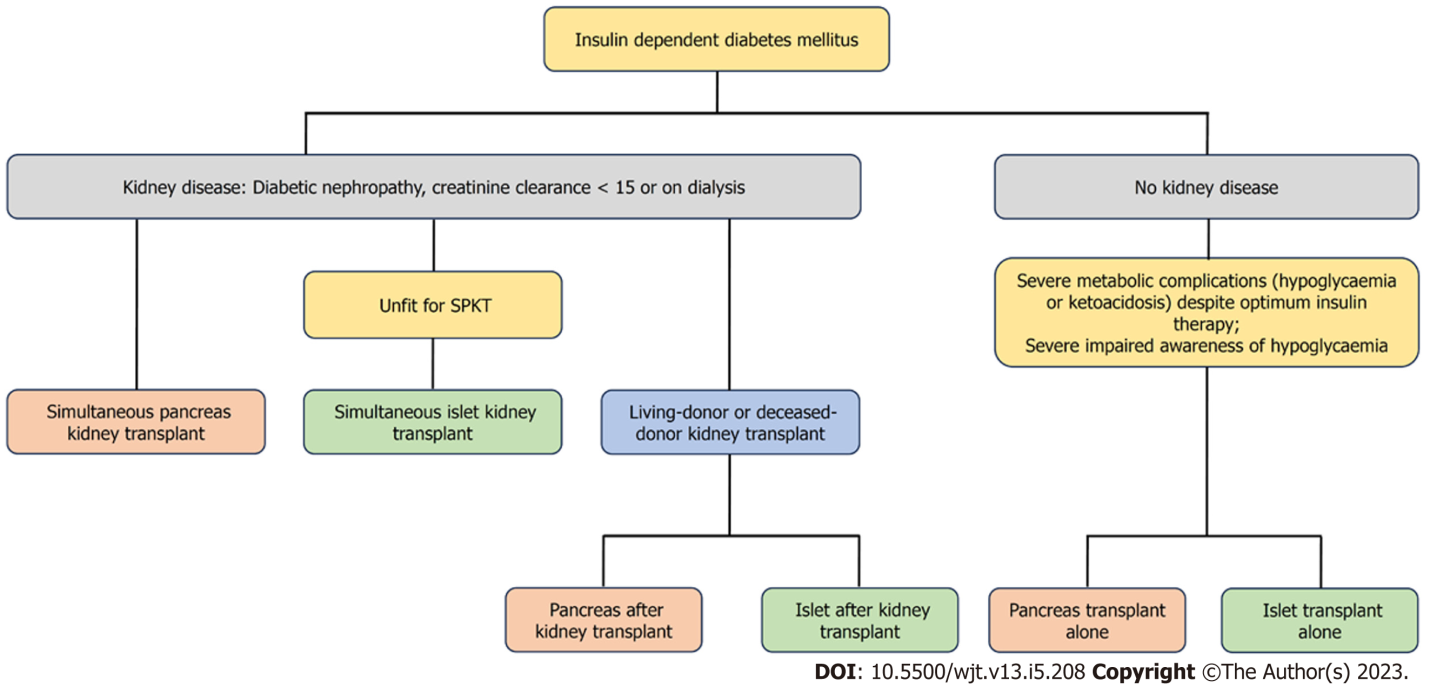 Insulin dependent diabetes mellitus
Kidney disease: Diabetic nephropathy, creatinine clearance < 15 or on dialysis
No kidney disease
Unfit for SPKT
Severe metabolic complications (hypoglycaemia
or ketoacidosis) despite optimum insulin
therapy;
Severe impaired awareness of hypoglycaemia
Simultaneous pancreas
kidney transplant
Simultaneous islet kidney
transplant
Living-donor or deceased-
donor kidney transplant
Pancreas after
kidney transplant
Islet after kidney
transplant
Pancreas transplant
alone
Islet transplant
alone
DOI: 10.5500/wjt.v13.i5.208 Copyright ©The Author(s) 2023.